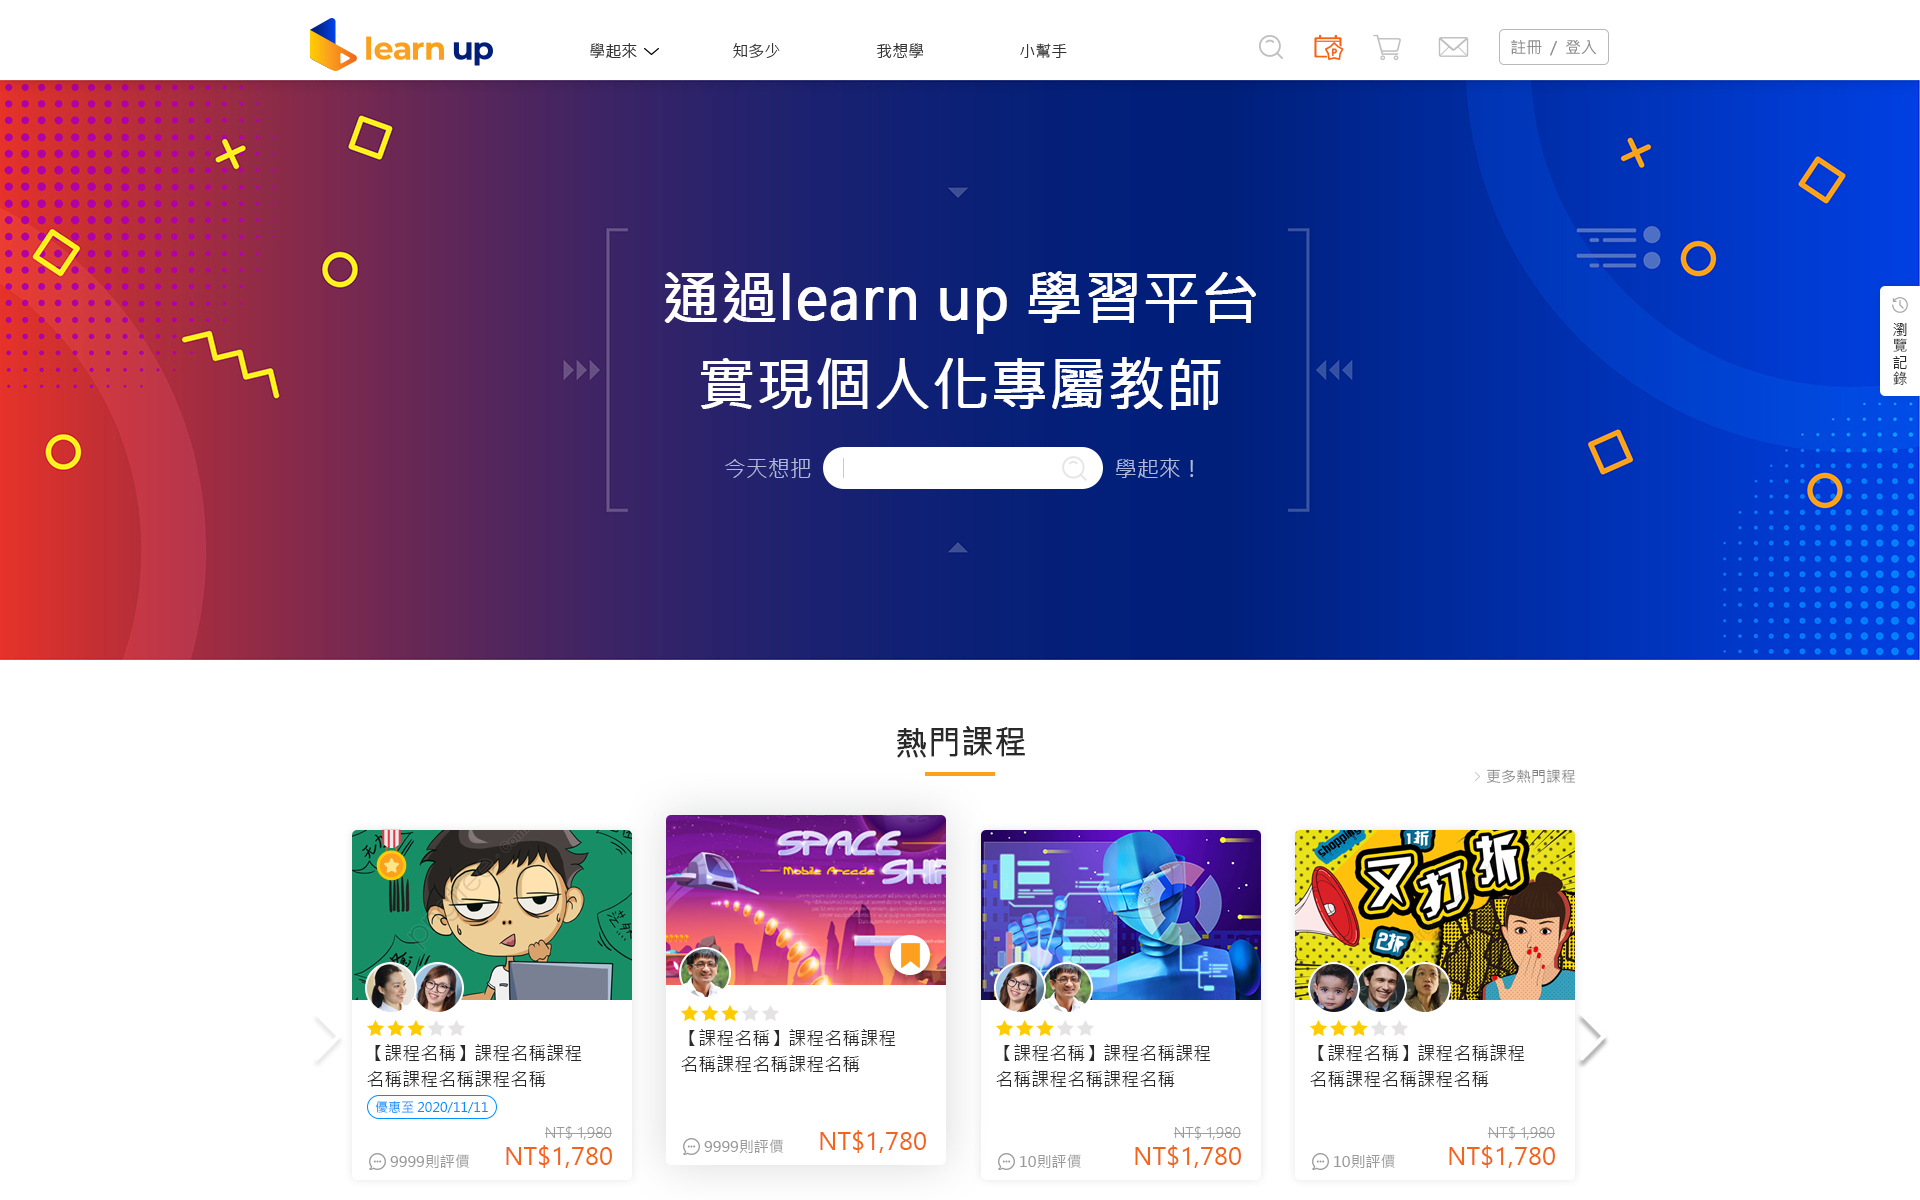 learn up
學起來
知多少
我想學
小幫手
註冊 / 登入
通過learn up 學習平台
實現個人化專屬教師
今天想把
學起來！
瀏覽記錄
熱門課程
更多熱門課程
【課程名稱】課程名稱課程
名稱課程名稱課程名稱
優惠至 2020/11/11
9999則評價
NT$ 1,980
NT$1,780
SPACE
SHIP
Mobile Arcade
【課程名稱】課程名稱課程
名稱課程名稱課程名稱
9999則評價
NT$1,780
【課程名稱】課程名稱課程
名稱課程名稱課程名稱
10則評價
NT$ 1,980
NT$1,780
shopping
1折
又打折
2折
【課程名稱】課程名稱課程
名稱課程名稱課程名稱
10則評價
NT$ 1,980
NT$1,780